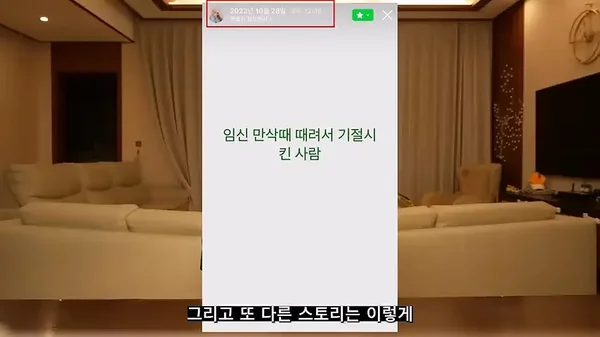 2022년 10월 28일
임신 만삭때 때려서 기절시
킨 사람
그리고 또 다른 스토리는 이렇게